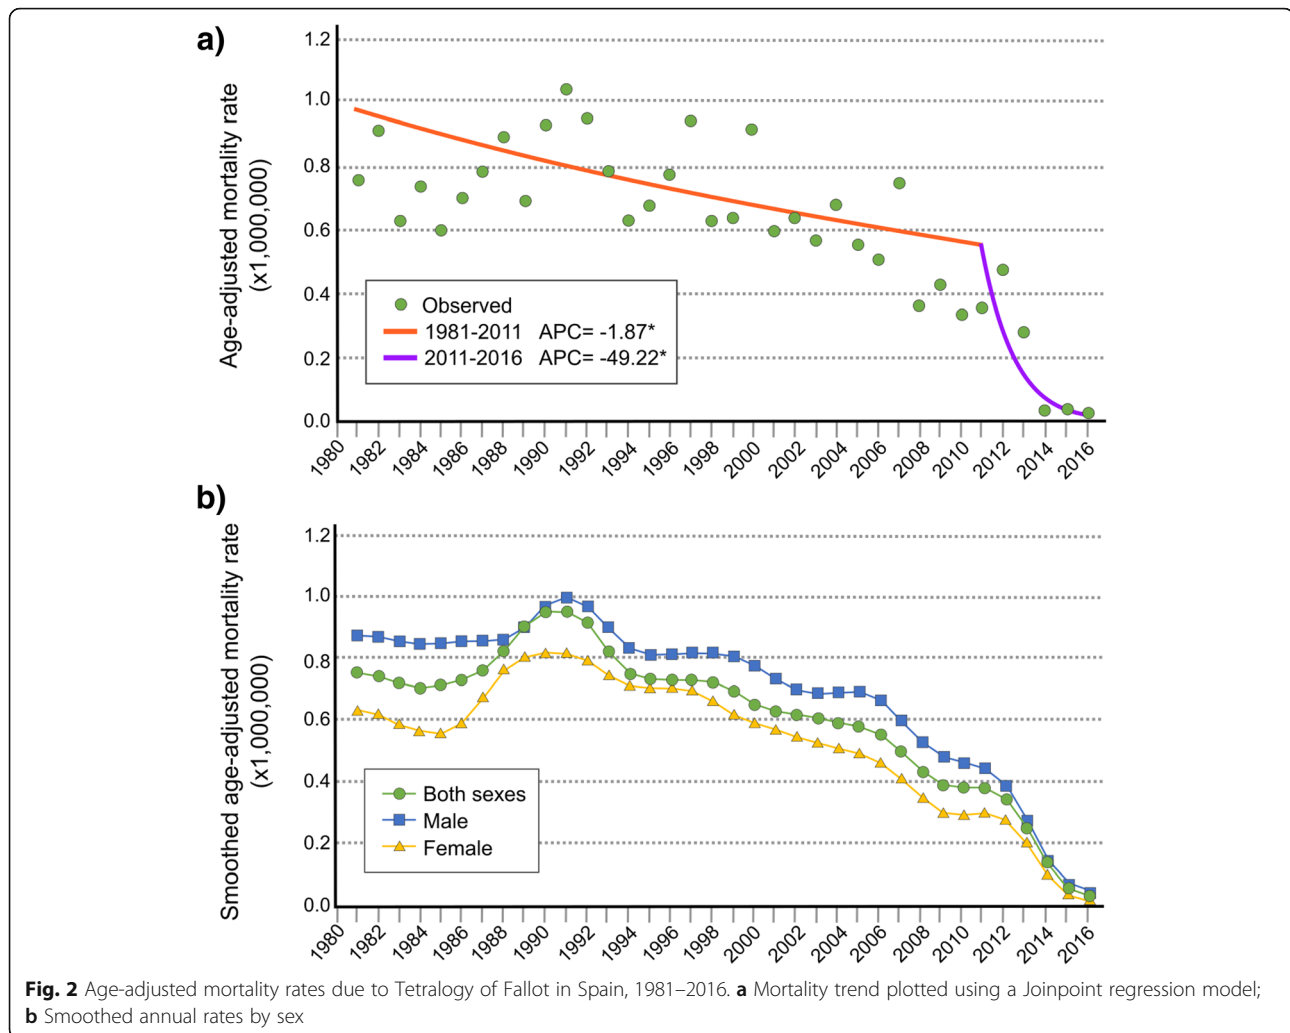 a)
Age-adjusted mortality rate
(x1,000,000)
1.2
1.0
0.8
0.6
0.4
0.2
0.0
Observed
1981-2011 APC= -1.87*
2011-2016 APC= -49.22*
1980 1982 1984 1986 1988 1990 1992 1994 1996 1998 2000 2002 2004 2006 2008 2010 2012 2014 2016
b)
Smoothed age-adjusted mortality rate
(x1,000,000)
1.2
1.0
0.8
0.6
0.4
0.2
0.0
Both sexes
Male
Female
1980 1982 1984 1986 1988 1990 1992 1994 1996 1998 2000 2002 2004 2006 2008 2010 2012 2014 2016
Fig. 2 Age-adjusted mortality rates due to Tetralogy of Fallot in Spain, 1981–2016. a Mortality trend plotted using a Joinpoint regression model;
b Smoothed annual rates by sex